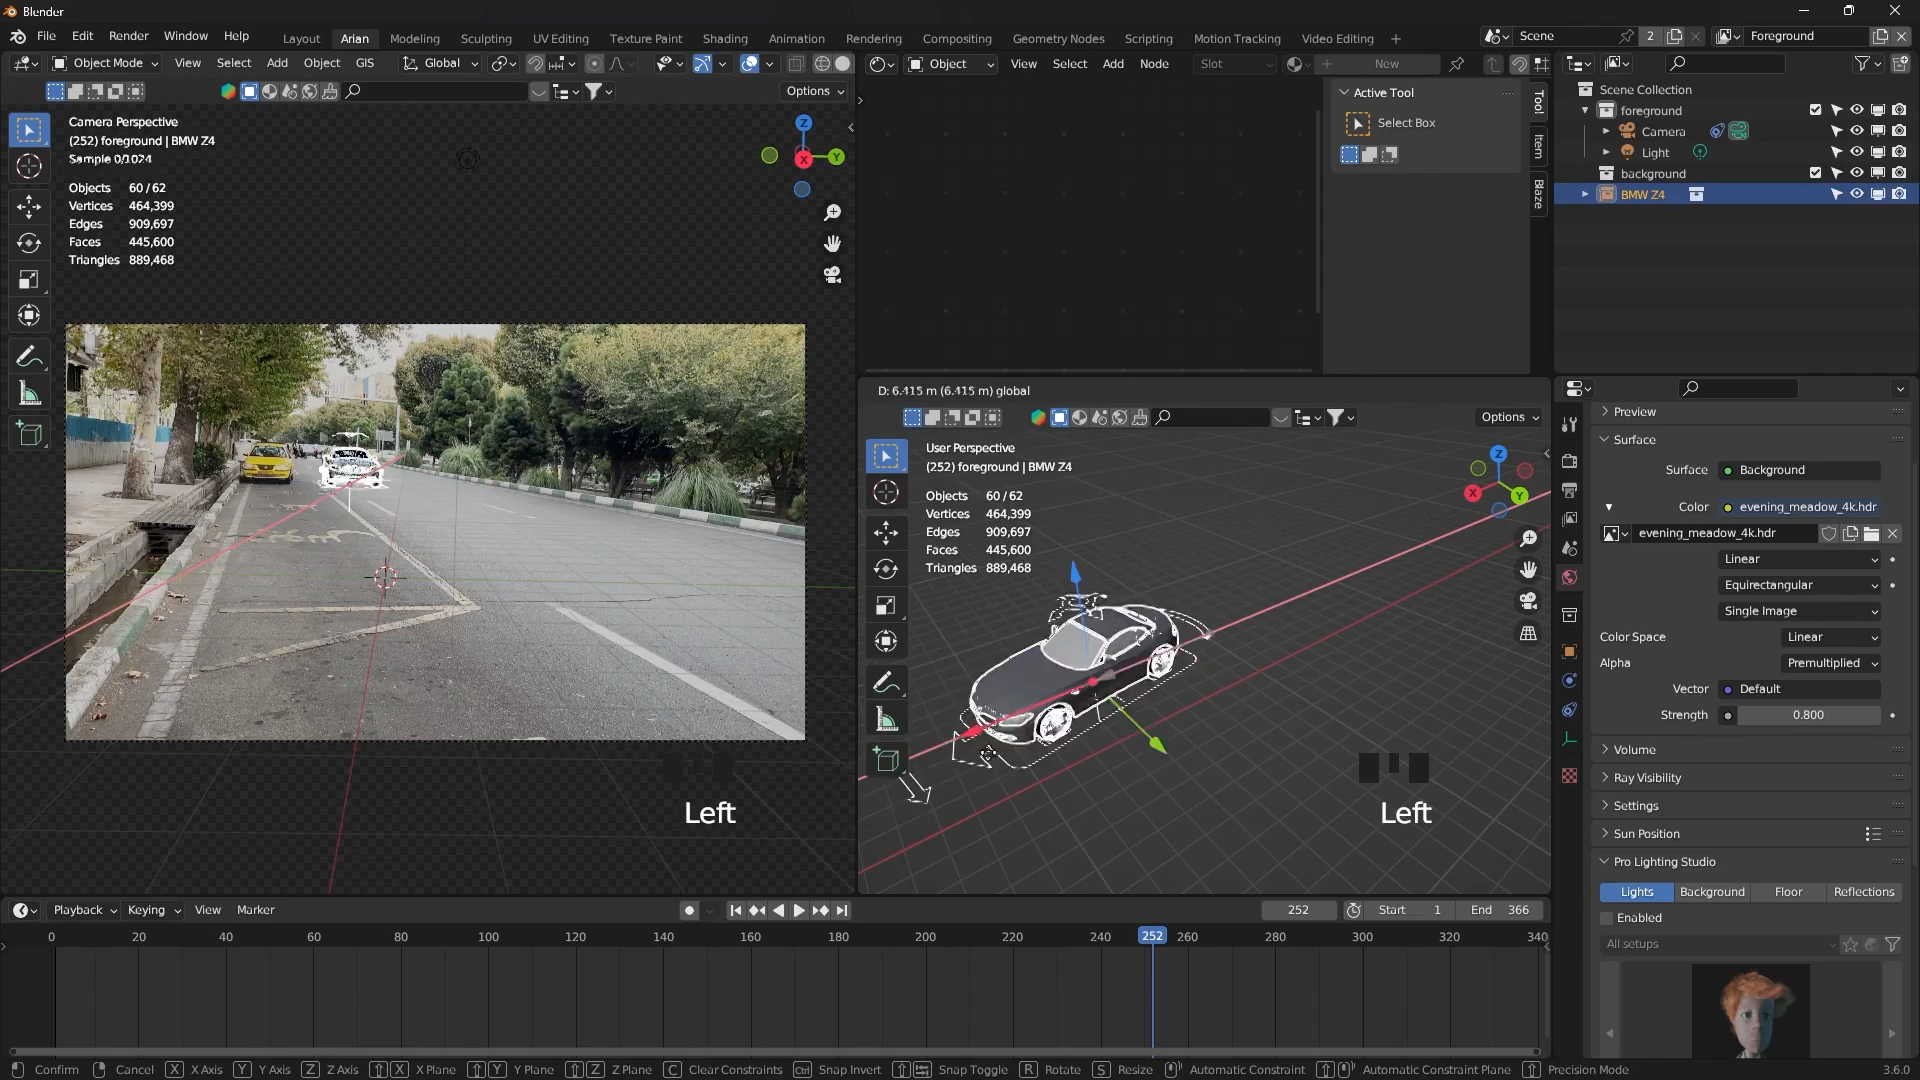 Blender
File Edit Render Window Help
Layout Arian Modeling Sculpting UV Editing Texture Paint Shading Animation Rendering Compositing Geometry Nodes Scripting Motion Tracking Video Editing +
Scene 2 Foreground
Object Mode View Select Add Object GIS Global
Object View Select Add Node Slot New
Options
Camera Perspective
(252) foreground | BMW Z4
Sample 0/1024
Objects 60 / 62
Vertices 464,399
Edges 909,697
Faces 445,600
Triangles 889,468
Z
X
Y
Active Tool
Select Box
Tool
Item
Blaze
Scene Collection
foreground
Camera
Light
background
BMW Z4
D: 6.415 m (6.415 m) global
Options
User Perspective
(252) foreground | BMW Z4
Objects 60 / 62
Vertices 464,399
Edges 909,697
Faces 445,600
Triangles 889,468
Z
X
Y
Left
Left
Preview
Surface
Surface Background
Color evening_meadow_4k.hdr
evening_meadow_4k.hdr
Linear
Equirectangular
Single Image
Color Space Linear
Alpha Premultiplied
Vector Default
Strength 0.800
Volume
Ray Visibility
Settings
Sun Position
Pro Lighting Studio
Lights Background Floor Reflections
Enabled
All setups
Playback Keying View Marker
252 Start 1 End 366
0 20 40 60 80 100 120 140 160 180 200 220 240 252 260 280 300 320 340
Confirm Cancel X X Axis Y Y Axis Z Z Axis X X Plane Y Y Plane Z Z Plane C Clear Constraints Ctrl Snap Invert Snap Toggle R Rotate S Resize Automatic Constraint Automatic Constraint Plane Precision Mode 3.6.0